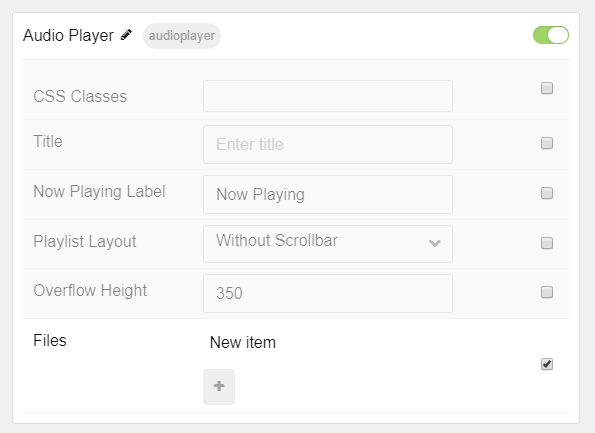 Audio Player audioplayer
CSS Classes
Title Enter title
Now Playing Label Now Playing
Playlist Layout Without Scrollbar
Overflow Height 350
Files New item
+